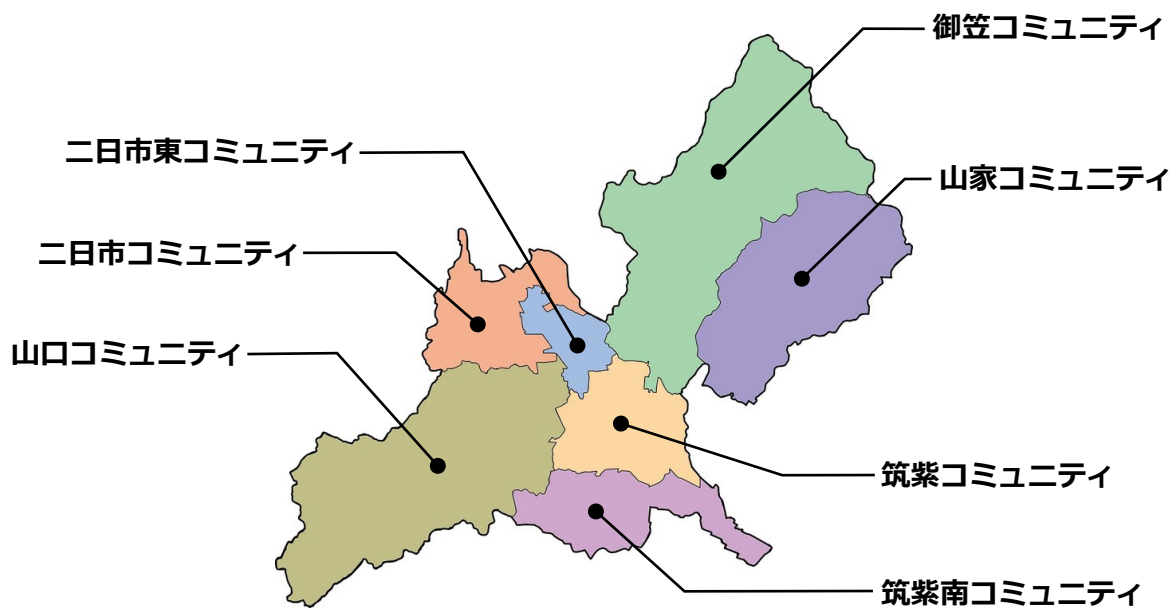 御笠コミュニティ
二日市東コミュニティ
山家コミュニティ
二日市コミュニティ
山口コミュニティ
筑紫コミュニティ
筑紫南コミュニティ